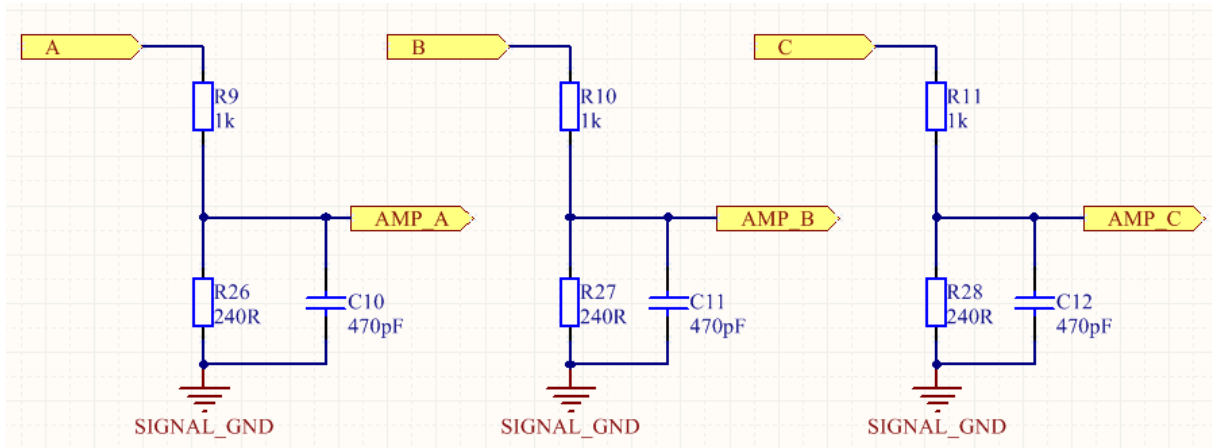 A
B
C
R9
1k
R10
1k
R11
1k
AMP_A
AMP_B
AMP_C
R26
240R
C10
470pF
R27
240R
C11
470pF
R28
240R
C12
470pF
SIGNAL_GND
SIGNAL_GND
SIGNAL_GND